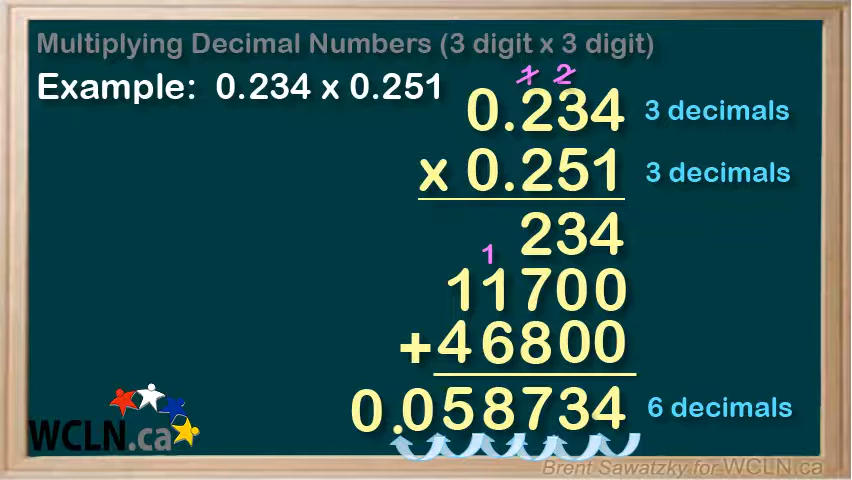 Multiplying Decimal Numbers (3 digit x 3 digit)
Example: 0.234 x 0.251
1 2
0.234 3 decimals
x 0.251 3 decimals
234
1
11700
+46800
0.058734 6 decimals
WCLN.ca
Brent Sawatzky for WCLN.ca